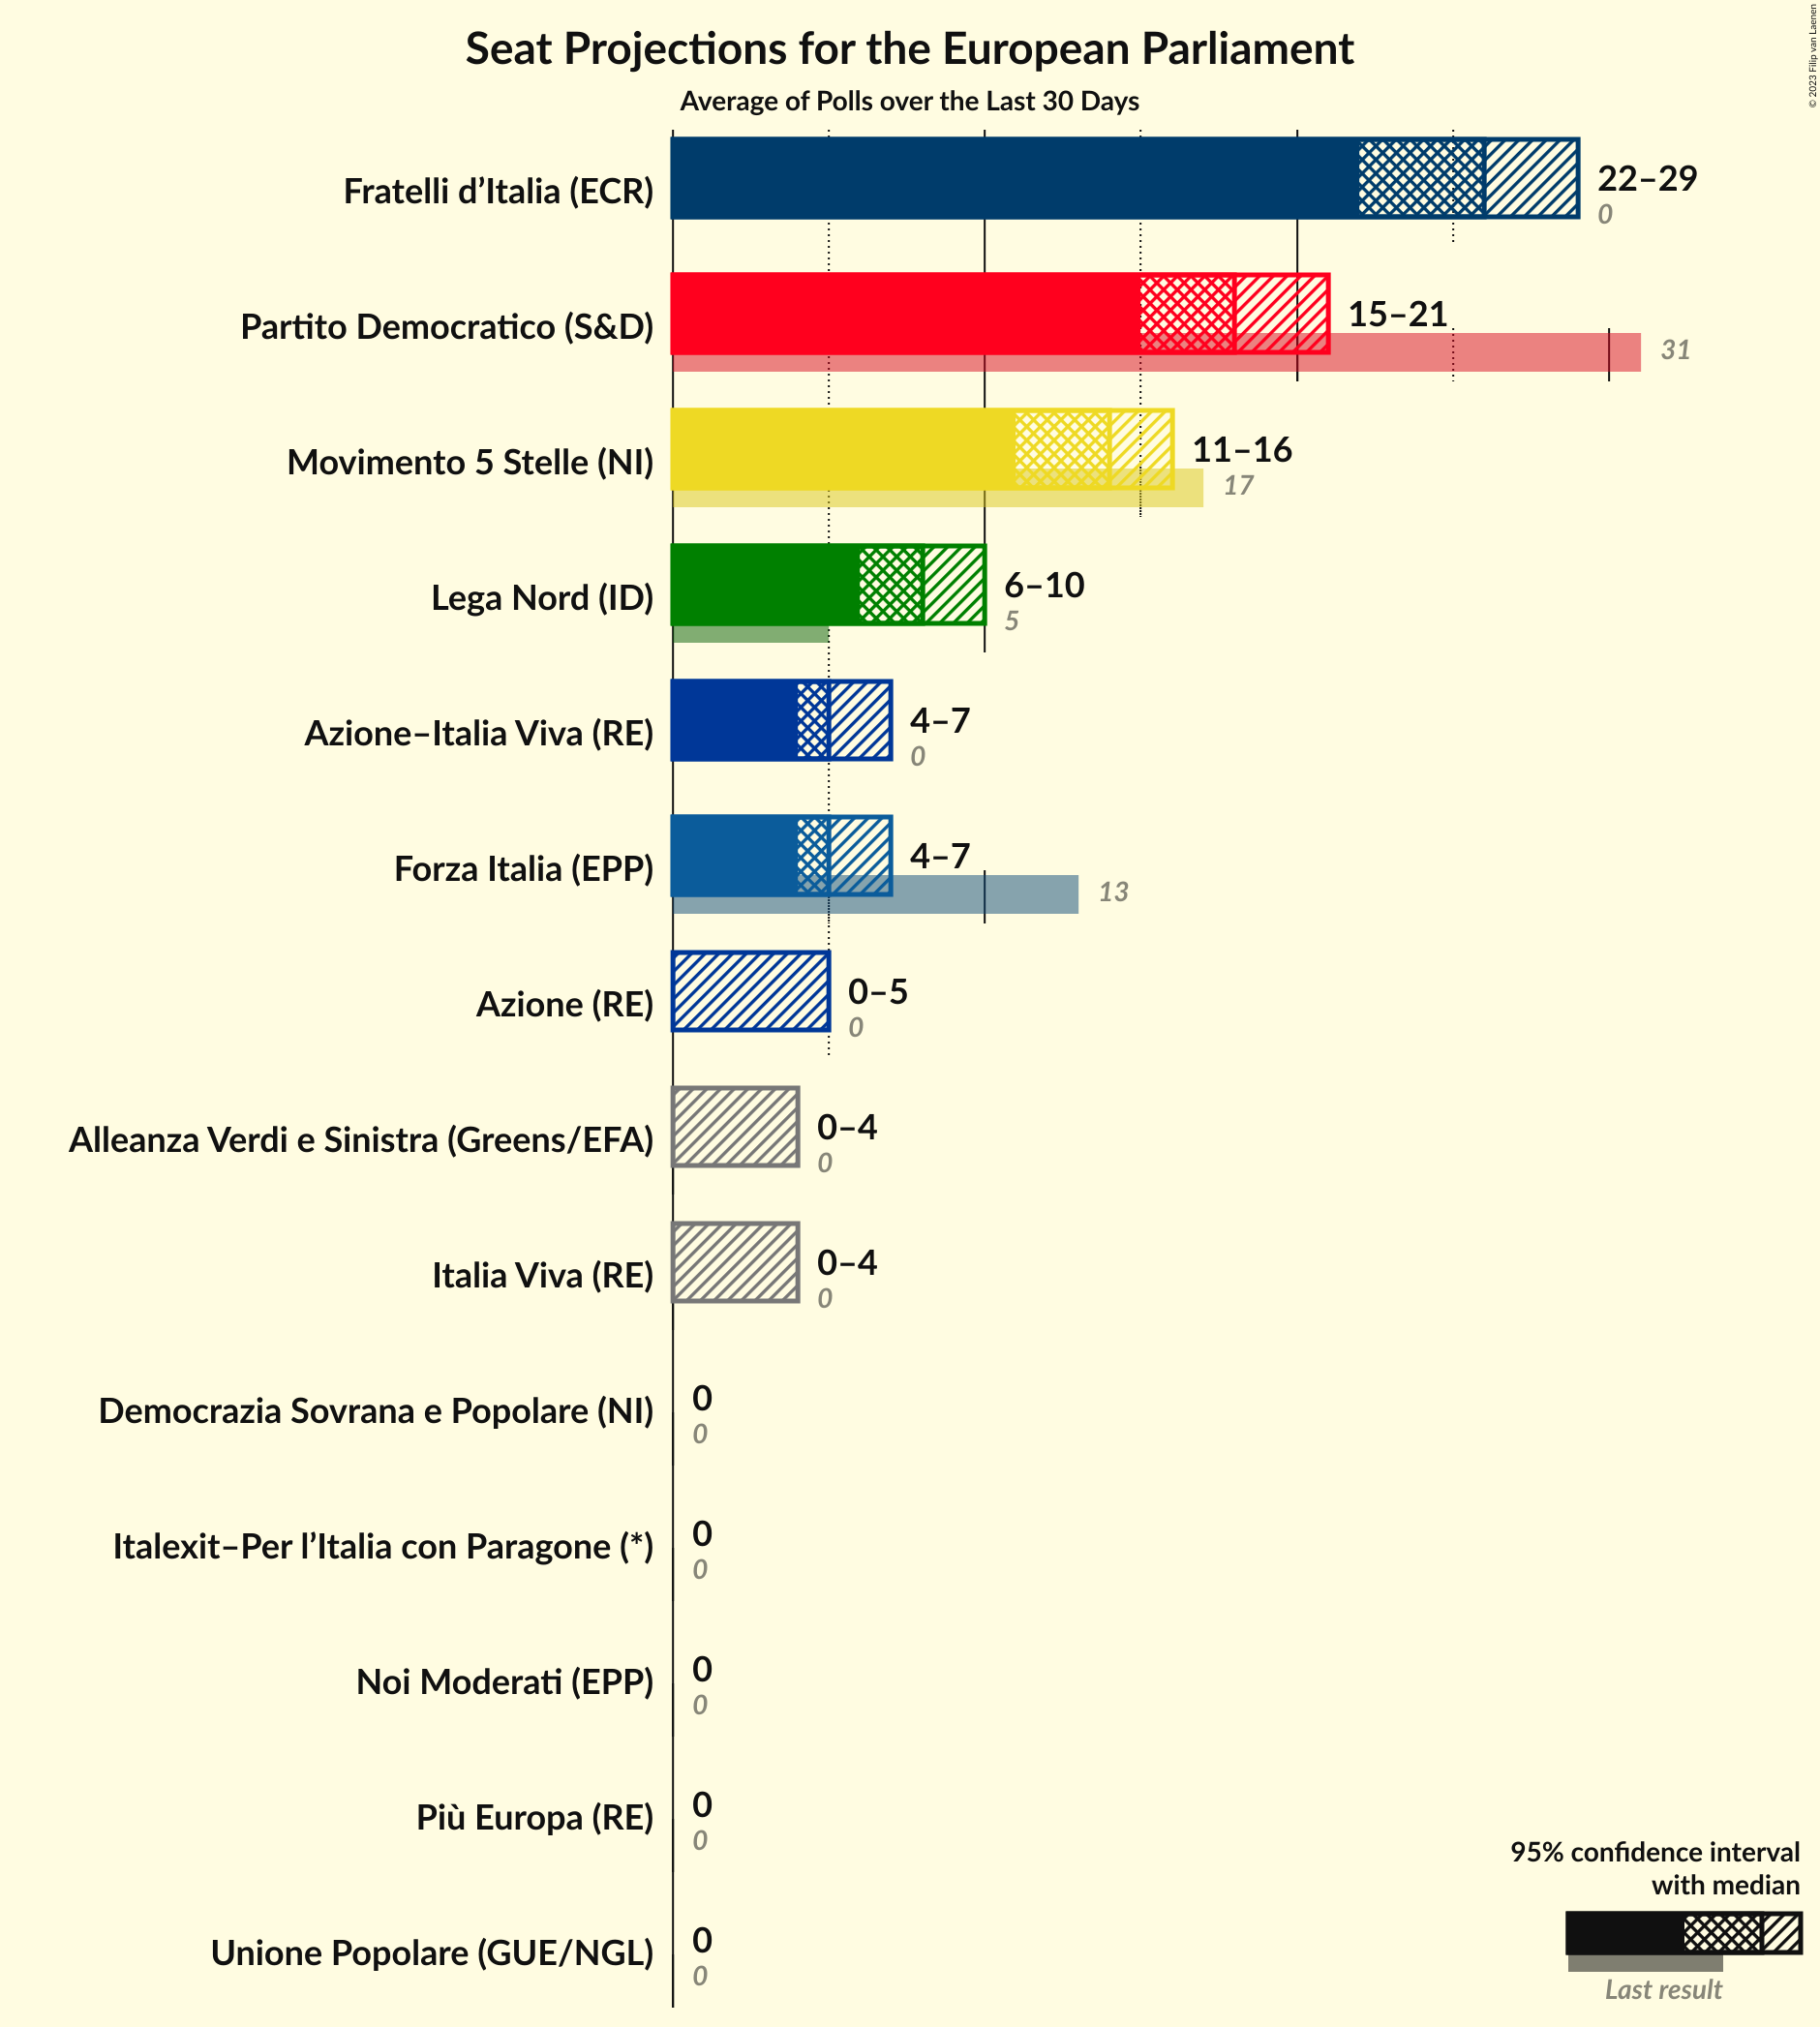 Seat Projections for the European Parliament
Average of Polls over the Last 30 Days
© 2023 Filip van Laenen
Fratelli d’Italia (ECR)
22–29
0
Partito Democratico (S&D)
15–21
31
Movimento 5 Stelle (NI)
11–16
17
Lega Nord (ID)
6–10
5
Azione–Italia Viva (RE)
4–7
0
Forza Italia (EPP)
4–7
13
Azione (RE)
0–5
0
Alleanza Verdi e Sinistra (Greens/EFA)
0–4
0
Italia Viva (RE)
0–4
0
Democrazia Sovrana e Popolare (NI)
0
0
Italexit–Per l’Italia con Paragone (*)
0
0
Noi Moderati (EPP)
0
0
Più Europa (RE)
0
0
Unione Popolare (GUE/NGL)
0
0
95% confidence interval
with median
Last result